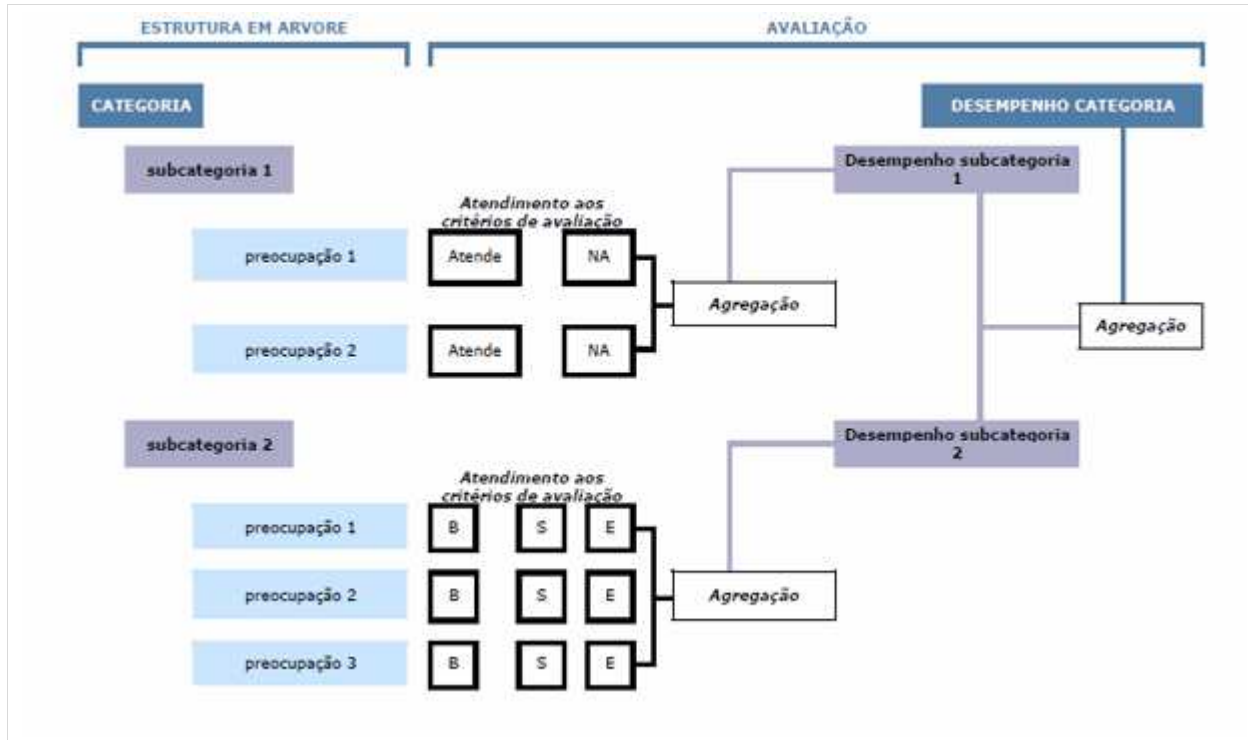 ESTRUTURA EM ARVORE
AVALIAÇÃO
CATEGORIA
DESEMPENHO CATEGORIA
subcategoria 1
Desempenho subcategoria
1
Atendimento aos
critérios de avaliação
preocupação 1
Atende
NA
Agregação
Agregação
preocupação 2
Atende
NA
subcategoria 2
Desempenho subcategoria
2
Atendimento aos
critérios de avaliação
preocupação 1
B
S
E
preocupação 2
B
S
E
Agregação
preocupação 3
B
S
E